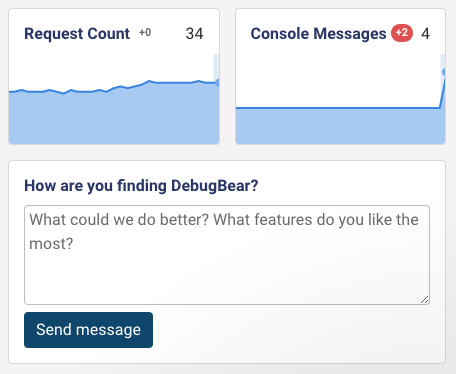 Request Count +0 34
Console Messages +2 4
How are you finding DebugBear?
What could we do better? What features do you like the
most?
Send message